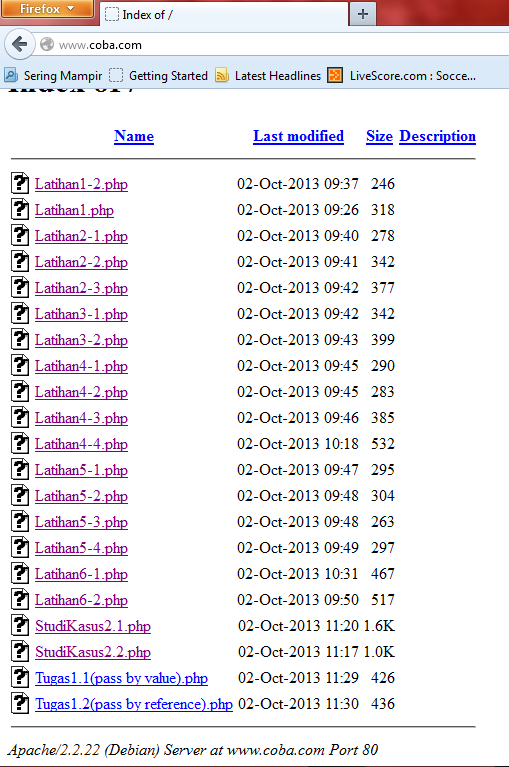 Firefox
Index of /
www.coba.com
Sering Mampir Getting Started Latest Headlines LiveScore.com : Socce...
Index of /
Name Last modified Size Description
Latihan1-2.php 02-Oct-2013 09:37 246
Latihan1.php 02-Oct-2013 09:26 318
Latihan2-1.php 02-Oct-2013 09:40 278
Latihan2-2.php 02-Oct-2013 09:41 342
Latihan2-3.php 02-Oct-2013 09:42 377
Latihan3-1.php 02-Oct-2013 09:42 342
Latihan3-2.php 02-Oct-2013 09:43 399
Latihan4-1.php 02-Oct-2013 09:45 290
Latihan4-2.php 02-Oct-2013 09:45 283
Latihan4-3.php 02-Oct-2013 09:46 385
Latihan4-4.php 02-Oct-2013 10:18 532
Latihan5-1.php 02-Oct-2013 09:47 295
Latihan5-2.php 02-Oct-2013 09:48 304
Latihan5-3.php 02-Oct-2013 09:48 263
Latihan5-4.php 02-Oct-2013 09:49 297
Latihan6-1.php 02-Oct-2013 10:31 467
Latihan6-2.php 02-Oct-2013 09:50 517
StudiKasus2.1.php 02-Oct-2013 11:20 1.6K
StudiKasus2.2.php 02-Oct-2013 11:17 1.0K
Tugas1.1(pass by value).php 02-Oct-2013 11:29 426
Tugas1.2(pass by reference).php 02-Oct-2013 11:30 436
Apache/2.2.22 (Debian) Server at www.coba.com Port 80